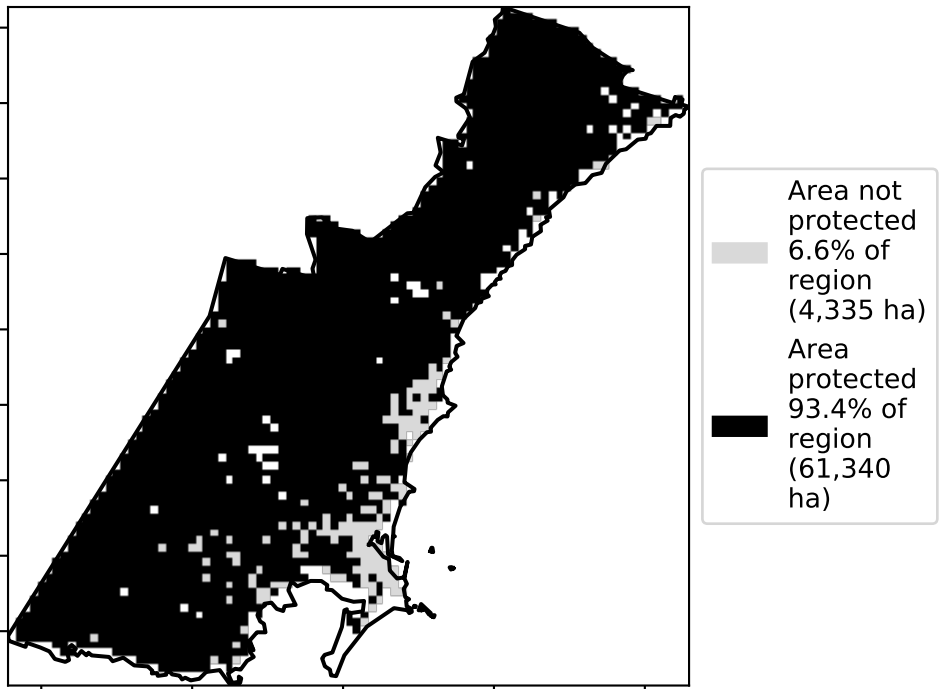 Area not
protected
6.6% of
region
(4,335 ha)
Area
protected
93.4% of
region
(61,340
ha)